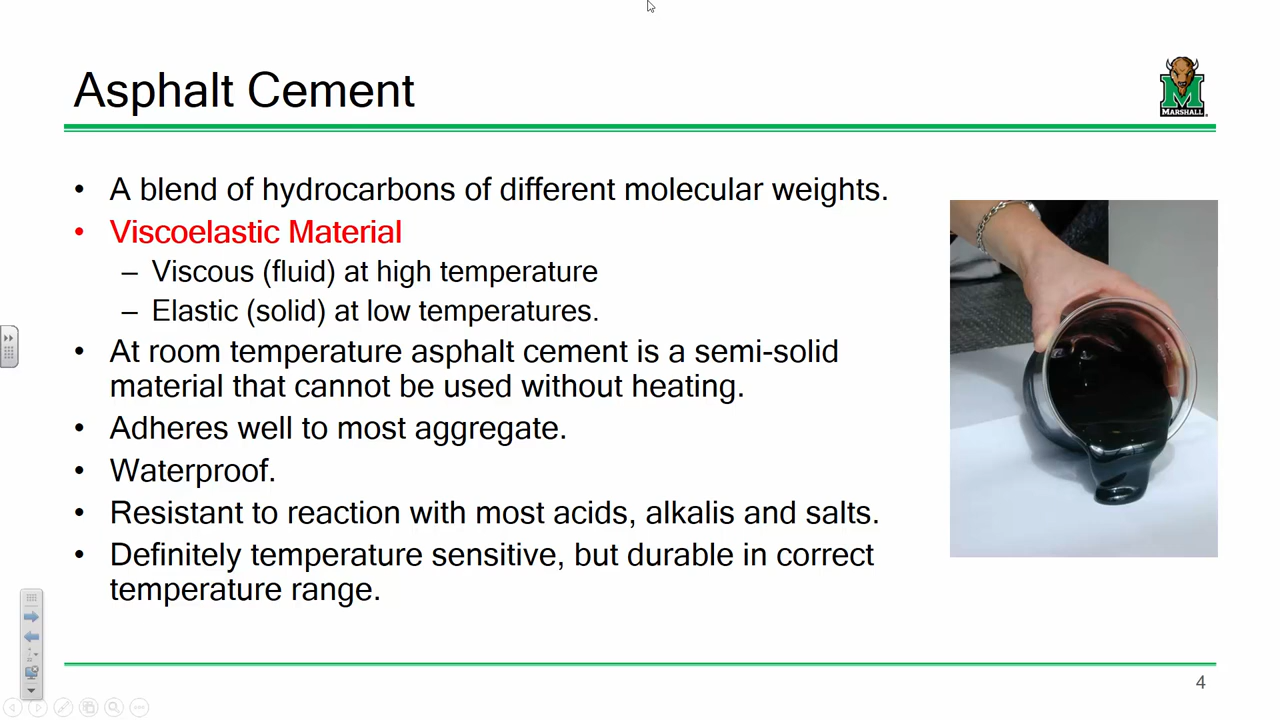 Asphalt Cement
MARSHALL
• A blend of hydrocarbons of different molecular weights.
• Viscoelastic Material
– Viscous (fluid) at high temperature
– Elastic (solid) at low temperatures.
• At room temperature asphalt cement is a semi-solid
material that cannot be used without heating.
• Adheres well to most aggregate.
• Waterproof.
• Resistant to reaction with most acids, alkalis and salts.
• Definitely temperature sensitive, but durable in correct
temperature range.
4